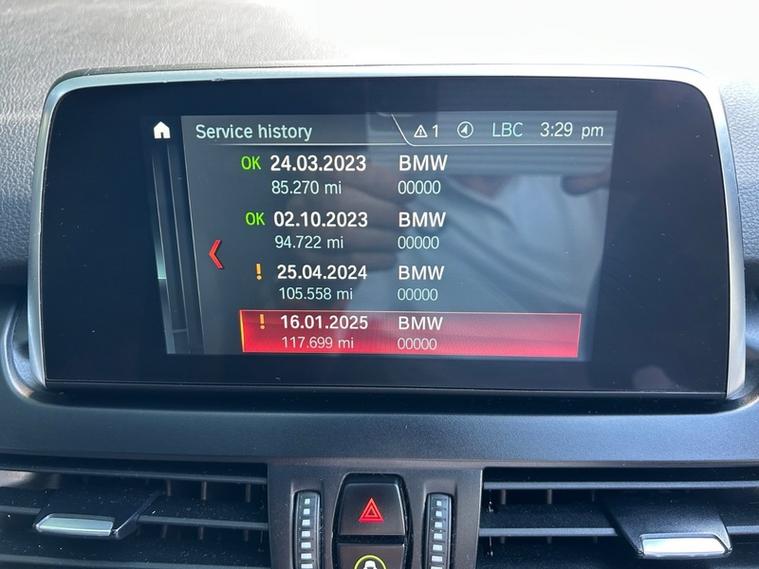 Service history 1 LBC 3:29 pm
OK 24.03.2023 BMW
85.270 mi 00000
OK 02.10.2023 BMW
94.722 mi 00000
! 25.04.2024 BMW
105.558 mi 00000
! 16.01.2025 BMW
117.699 mi 00000